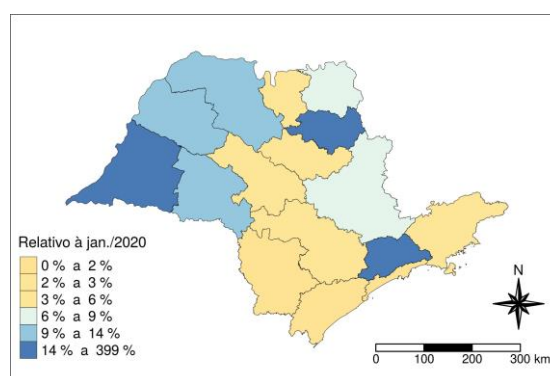 Relativo à jan./2020
0 % a 2 %
2 % a 3 %
3 % a 6 %
6 % a 9 %
9 % a 14 %
14 % a 399 %
N
0 100 200 300 km